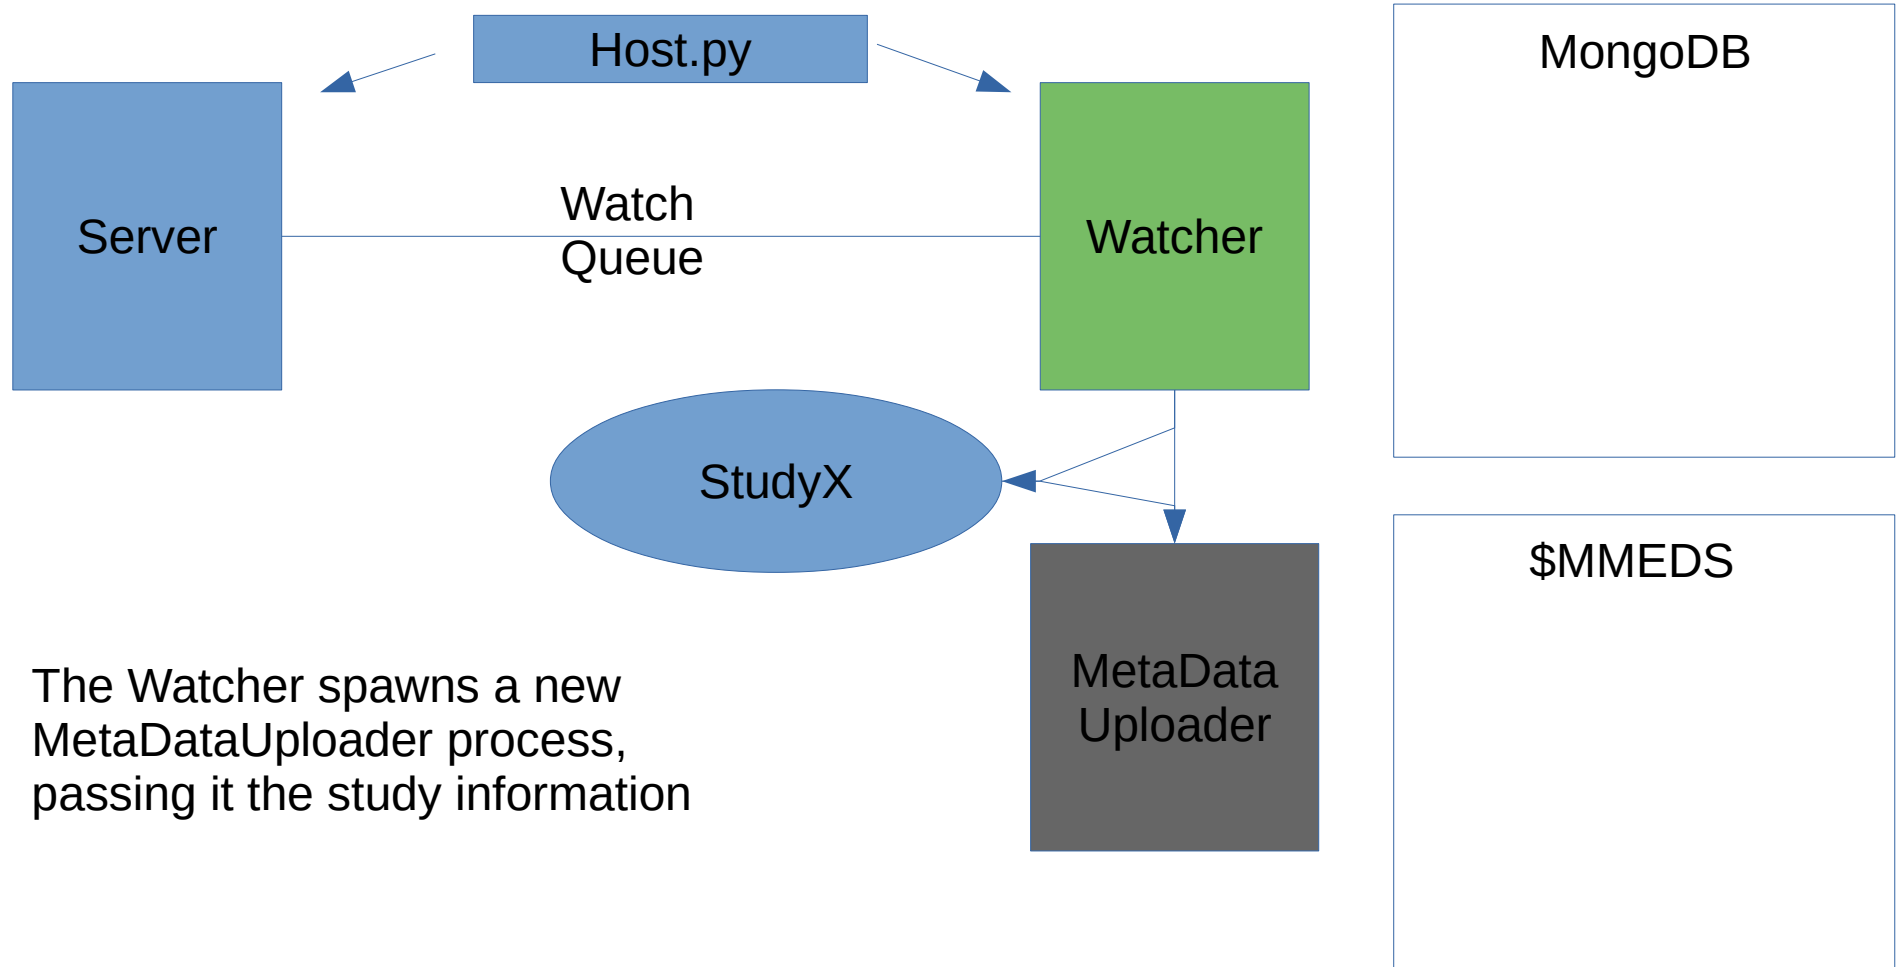 Host.py
MongoDB
Server
Watch
Queue
Watcher
StudyX
$MMEDS
MetaData
Uploader
The Watcher spawns a new
MetaDataUploader process,
passing it the study information